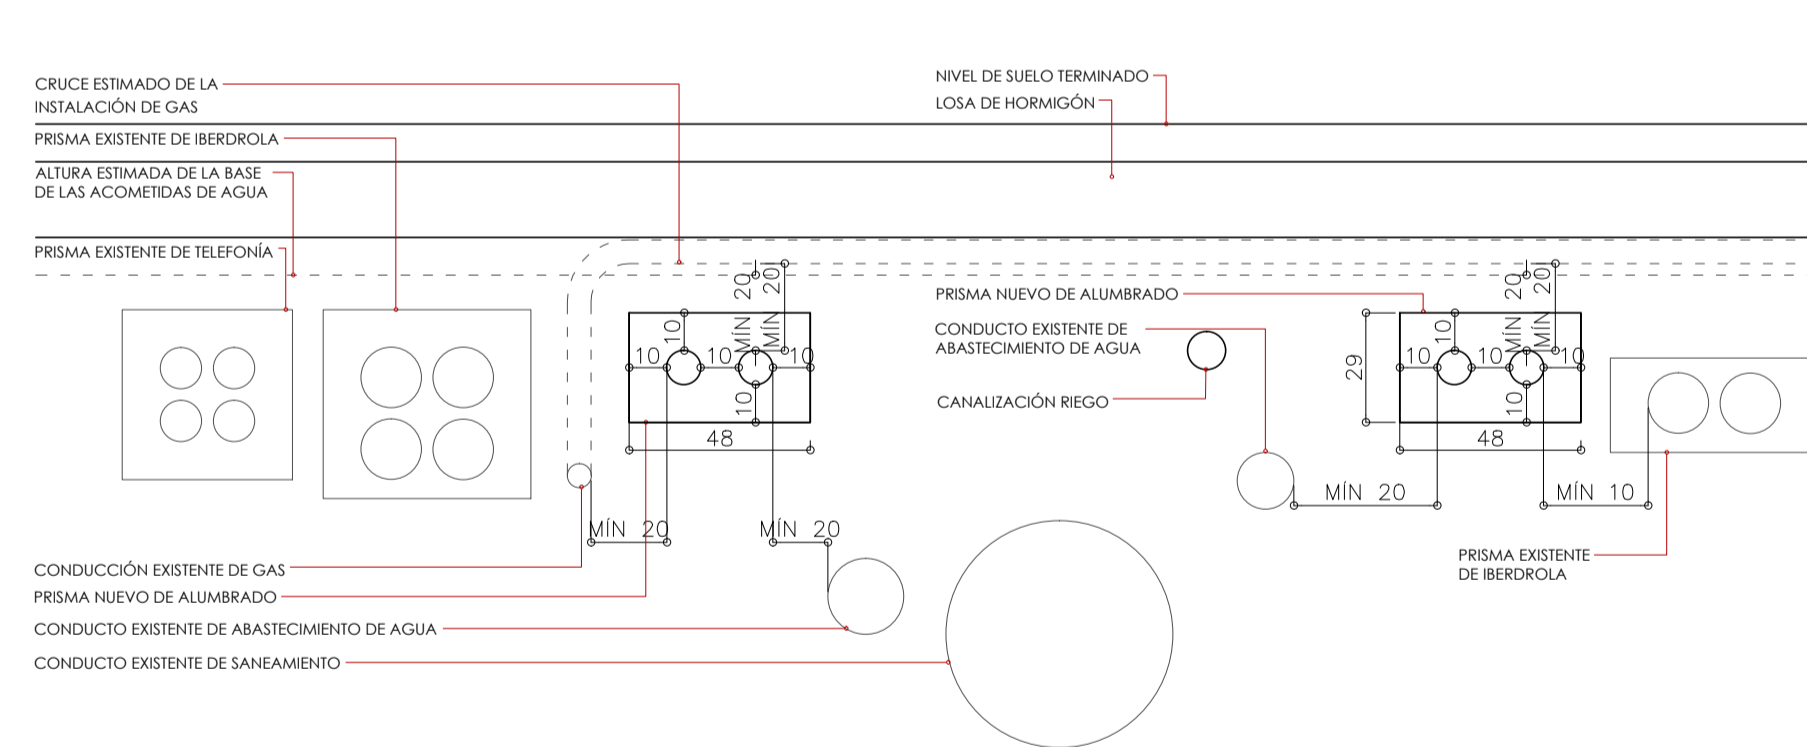 CRUCE ESTIMADO DE LA
INSTALACIÓN DE GAS
PRISMA EXISTENTE DE IBERDROLA
ALTURA ESTIMADA DE LA BASE
DE LAS ACOMETIDAS DE AGUA
PRISMA EXISTENTE DE TELEFONÍA
NIVEL DE SUELO TERMINADO
LOSA DE HORMIGÓN
MÍN 20
MÍN 20
10
10
10
10
10
48
MÍN 20
MÍN 20
CONDUCCIÓN EXISTENTE DE GAS
PRISMA NUEVO DE ALUMBRADO
CONDUCTO EXISTENTE DE ABASTECIMIENTO DE AGUA
CONDUCTO EXISTENTE DE SANEAMIENTO
PRISMA NUEVO DE ALUMBRADO
CONDUCTO EXISTENTE DE
ABASTECIMIENTO DE AGUA
CANALIZACIÓN RIEGO
MÍN 20
MÍN 20
29
10
10
10
10
10
48
MÍN 20
MÍN 10
PRISMA EXISTENTE
DE IBERDROLA